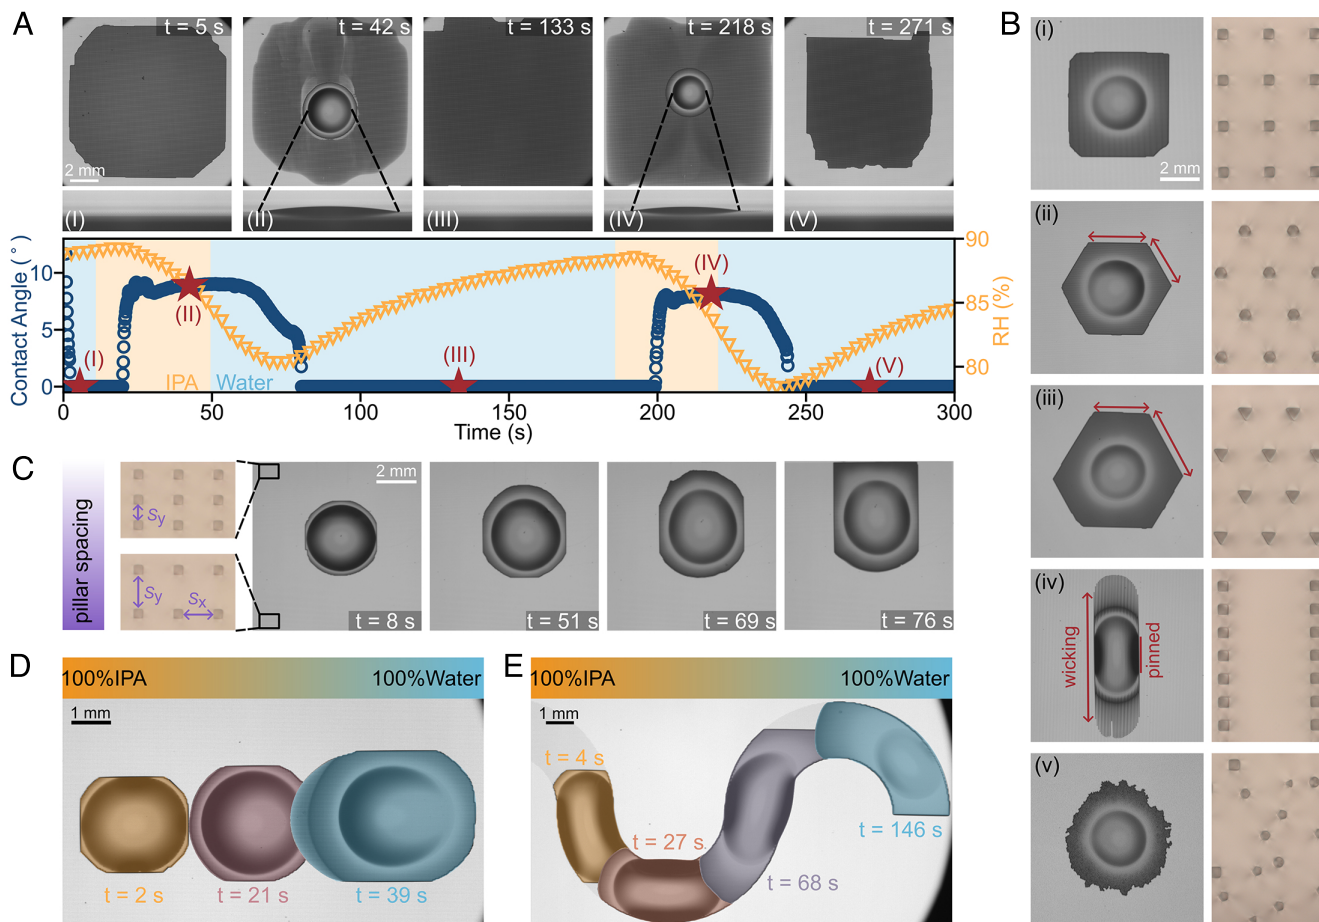 A
t = 5 s
t = 42 s
t = 133 s
t = 218 s
t = 271 s
2 mm
(I)
(II)
(III)
(IV)
(V)
Contact Angle (°)
10
5
0
(I)
(II)
(III)
(IV)
(V)
IPA
Water
90
85
80
RH (%)
0
50
100
150
200
250
300
Time (s)
B
(i)
2 mm
(ii)
(iii)
(iv)
wicking
pinned
(v)
C
pillar spacing
Sy
Sy
Sx
2 mm
t = 8 s
t = 51 s
t = 69 s
t = 76 s
D
100%IPA
100%Water
1 mm
t = 2 s
t = 21 s
t = 39 s
E
100%IPA
100%Water
1 mm
t = 4 s
t = 27 s
t = 68 s
t = 146 s